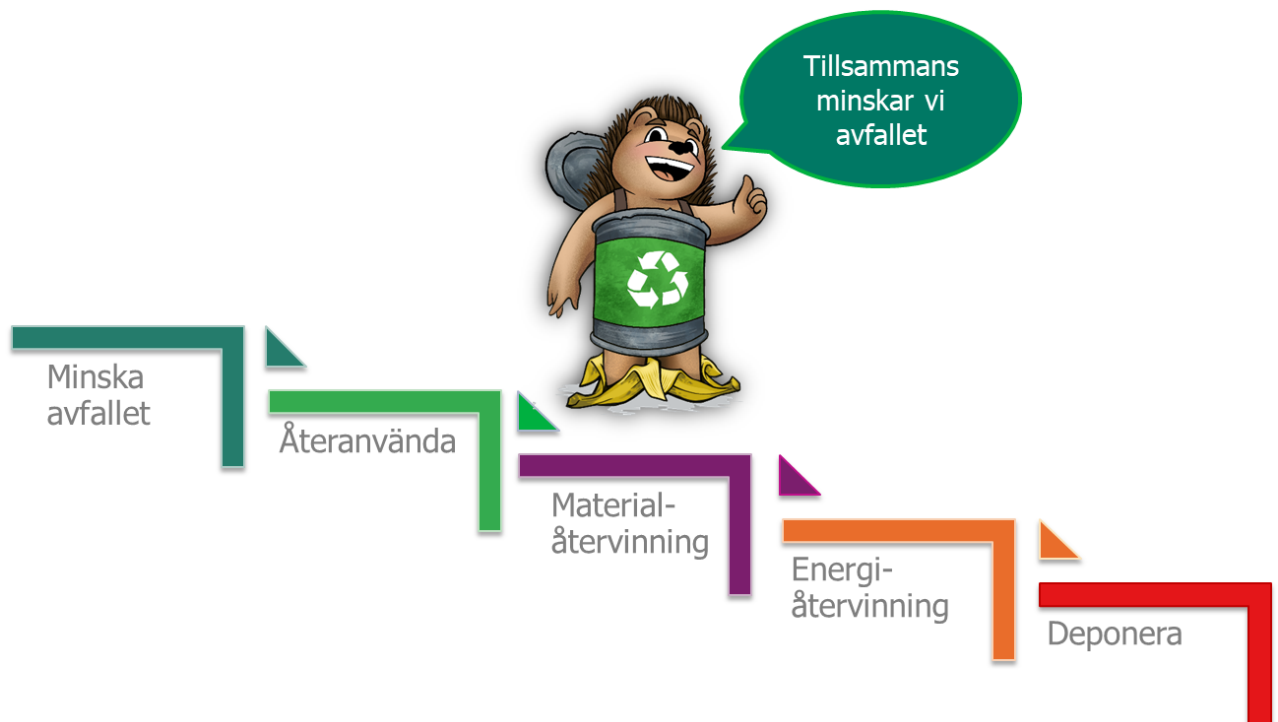 Tillsammans
minskar vi
avfallet
Minska
avfallet
Återanvända
Material-
återvinning
Energi-
återvinning
Deponera